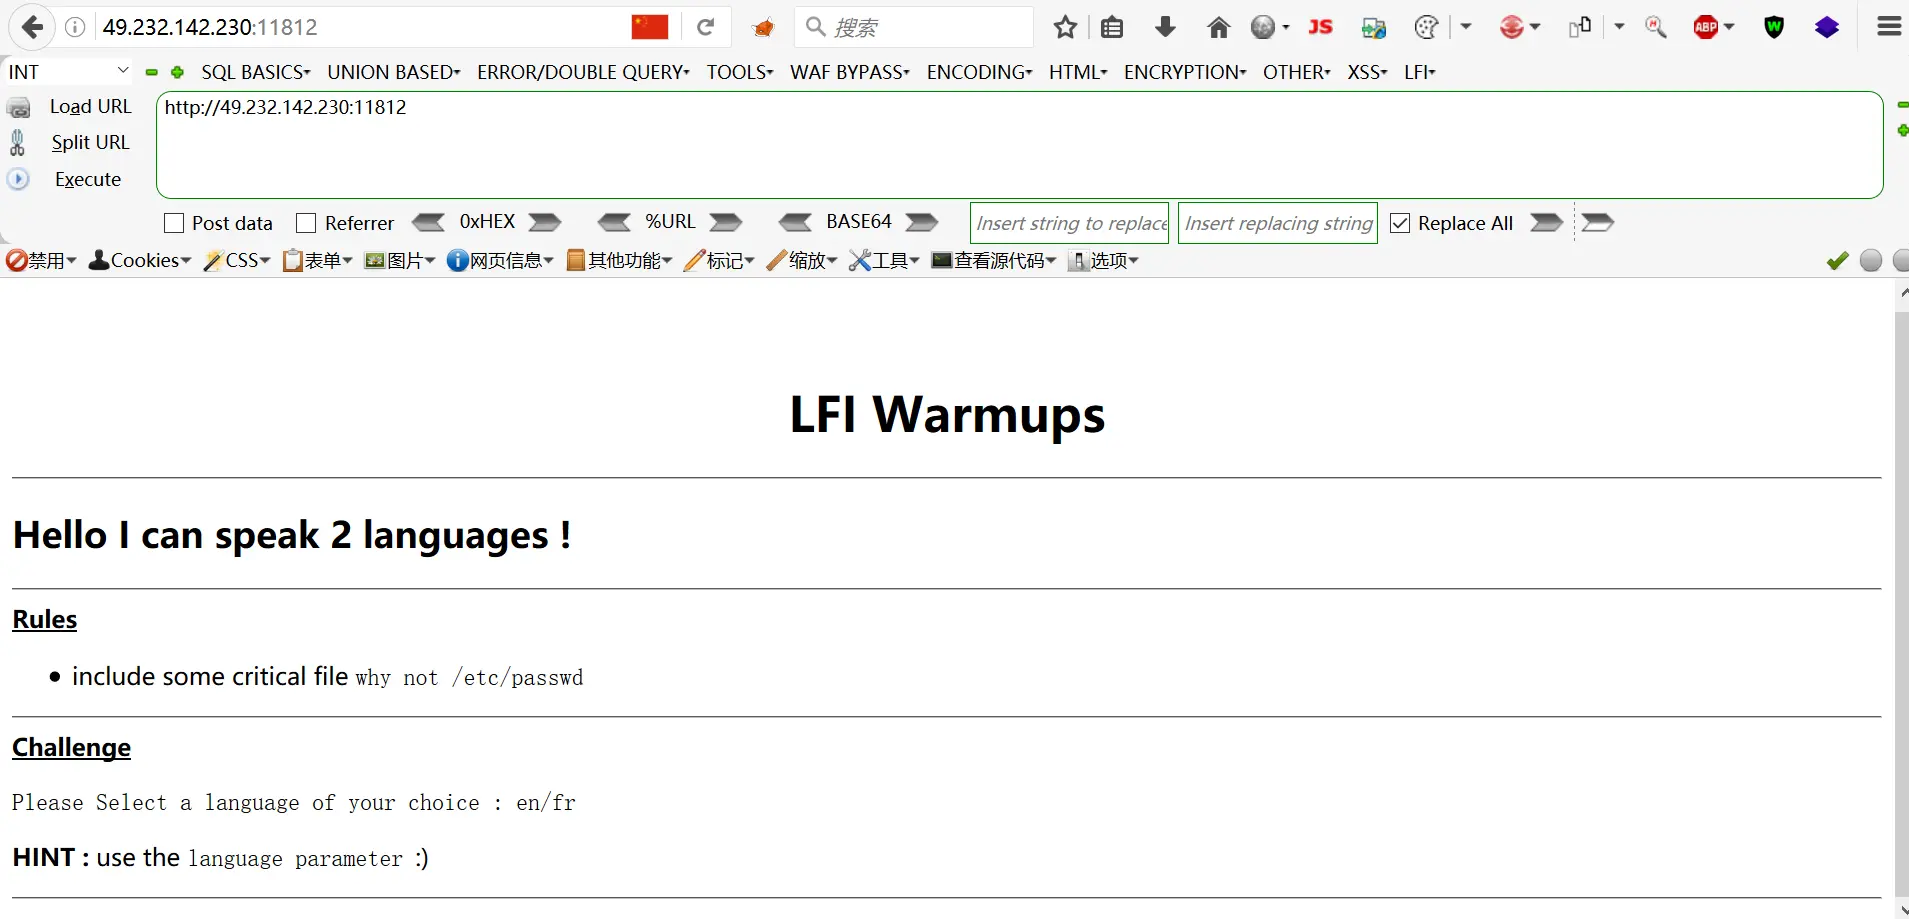 49.232.142.230:11812 搜索 JS ABP W
INT SQL BASICS UNION BASED ERROR/DOUBLE QUERY TOOLS WAF BYPASS ENCODING HTML ENCRYPTION OTHER XSS LFI
Load URL http://49.232.142.230:11812
Split URL
Execute
Post data Referrer 0xHEX %URL BASE64 Insert string to replace Insert replacing string Replace All
禁用 Cookies CSS 表单 图片 网页信息 其他功能 标记 缩放 工具 查看源代码 选项
LFI Warmups
Hello I can speak 2 languages !
Rules
include some critical file why not /etc/passwd
Challenge
Please Select a language of your choice : en/fr
HINT : use the language parameter :)